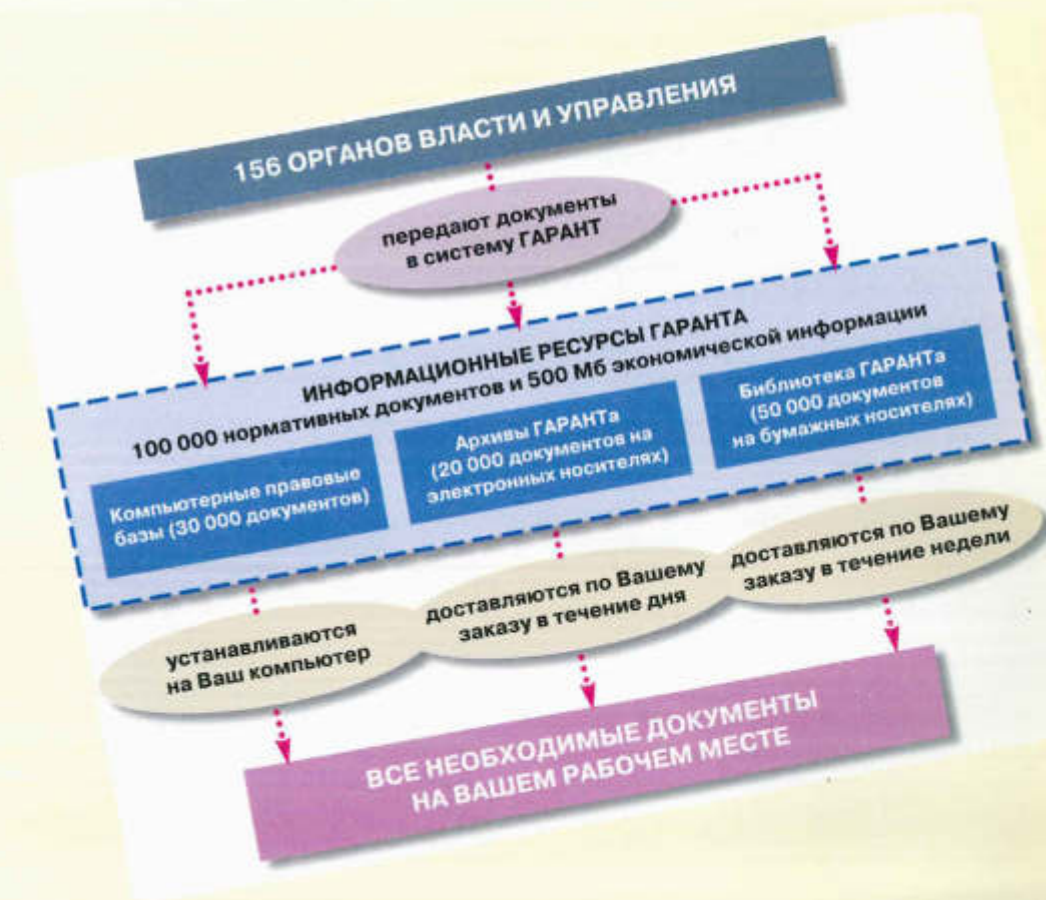 156 ОРГАНОВ ВЛАСТИ И УПРАВЛЕНИЯ
передают документы
в систему ГАРАНТ
ИНФОРМАЦИОННЫЕ РЕСУРСЫ ГАРАНТА
100 000 нормативных документов и 500 Мб экономической информации
Компьютерные правовые
базы (30 000 документов)
Архивы ГАРАНТа
(20 000 документов на
электронных носителях)
Библиотека ГАРАНТа
(50 000 документов
на бумажных носителях)
устанавливаются
на Ваш компьютер
доставляются по Вашему
заказу в течение дня
доставляются по Вашему
заказу в течение недели
ВСЕ НЕОБХОДИМЫЕ ДОКУМЕНТЫ
НА ВАШЕМ РАБОЧЕМ МЕСТЕ